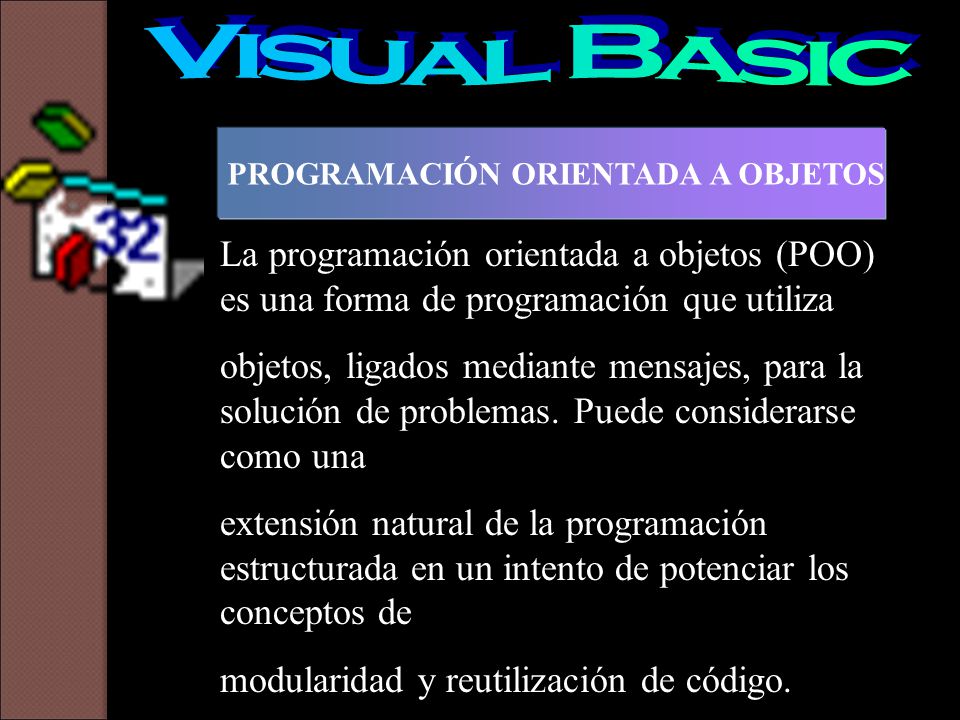 VISUAL BASIC
32
PROGRAMACIÓN ORIENTADA A OBJETOS
La programación orientada a objetos (POO)
es una forma de programación que utiliza
objetos, ligados mediante mensajes, para la
solución de problemas. Puede considerarse
como una
extensión natural de la programación
estructurada en un intento de potenciar los
conceptos de
modularidad y reutilización de código.